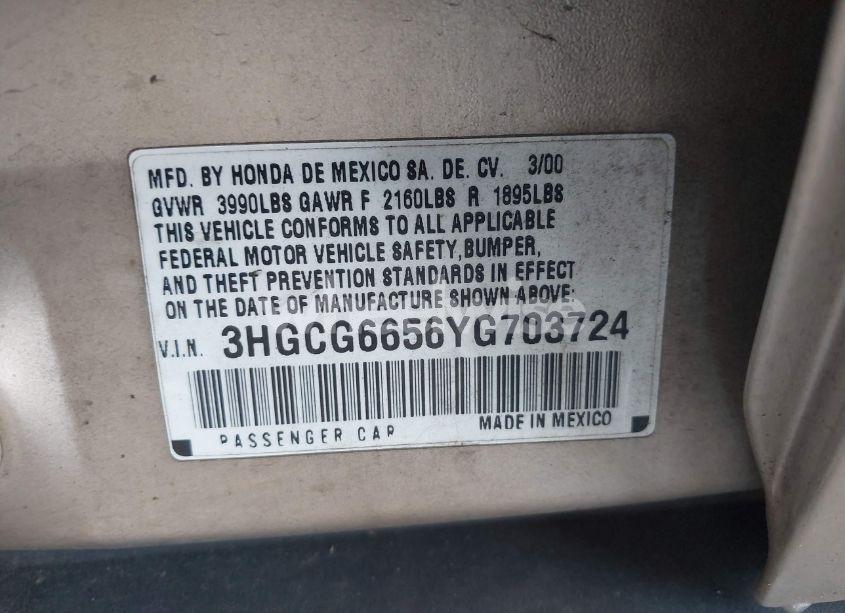 MFD. BY HONDA DE MEXICO SA. DE. CV. 3/00
GVWR 3990LBS GAWR F 2160LBS R 1895LBS
THIS VEHICLE CONFORMS TO ALL APPLICABLE
FEDERAL MOTOR VEHICLE SAFETY,BUMPER,
AND THEFT PREVENTION STANDARDS IN EFFECT
ON THE DATE OF MANUFACTURE SHOWN ABOVE:
V.I.N. 3HGCG6656YG703724
PASSENGER CAR MADE IN MEXICO